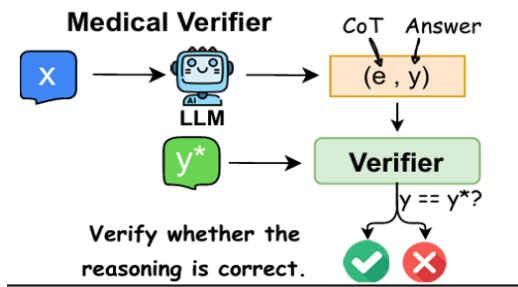 Medical Verifier
CoT Answer
x
(e , y)
AI
LLM
y*
Verifier
y == y*?
Verify whether the
reasoning is correct.